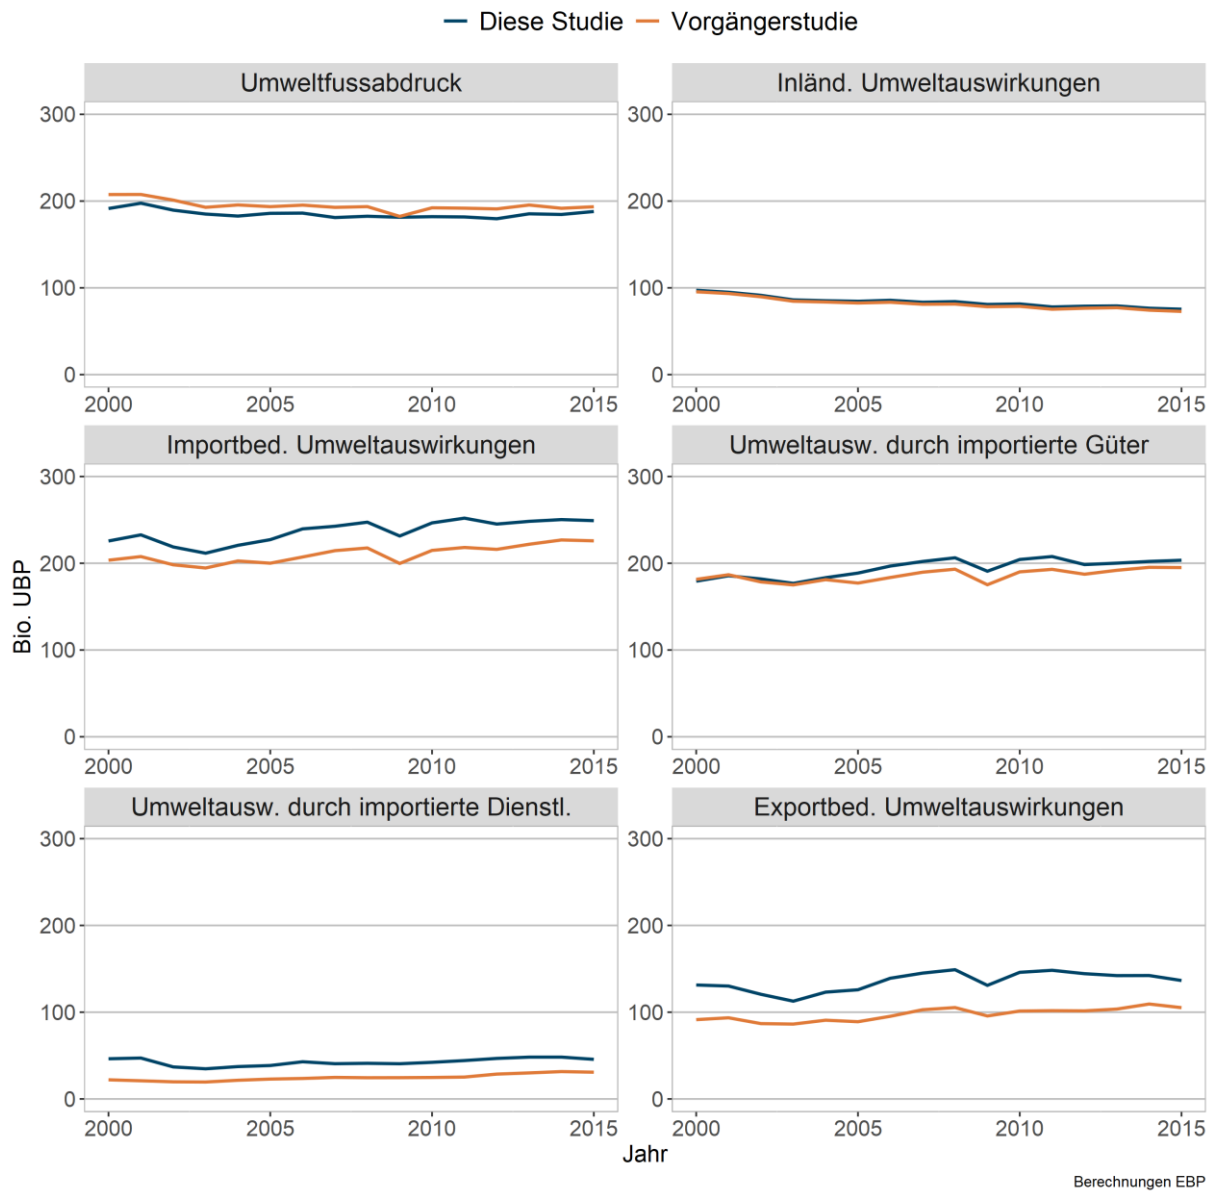 Diese Studie Vorgängerstudie
Umweltfussabdruck Inländ. Umweltauswirkungen
300 300
200 200
100 100
0 0
2000 2005 2010 2015 2000 2005 2010 2015
Importbed. Umweltauswirkungen Umweltausw. durch importierte Güter
300 300
200 200
Bio. UBP
100 100
0 0
2000 2005 2010 2015 2000 2005 2010 2015
Umweltausw. durch importierte Dienstl. Exportbed. Umweltauswirkungen
300 300
200 200
100 100
0 0
2000 2005 2010 2015 2000 2005 2010 2015
Jahr
Berechnungen EBP